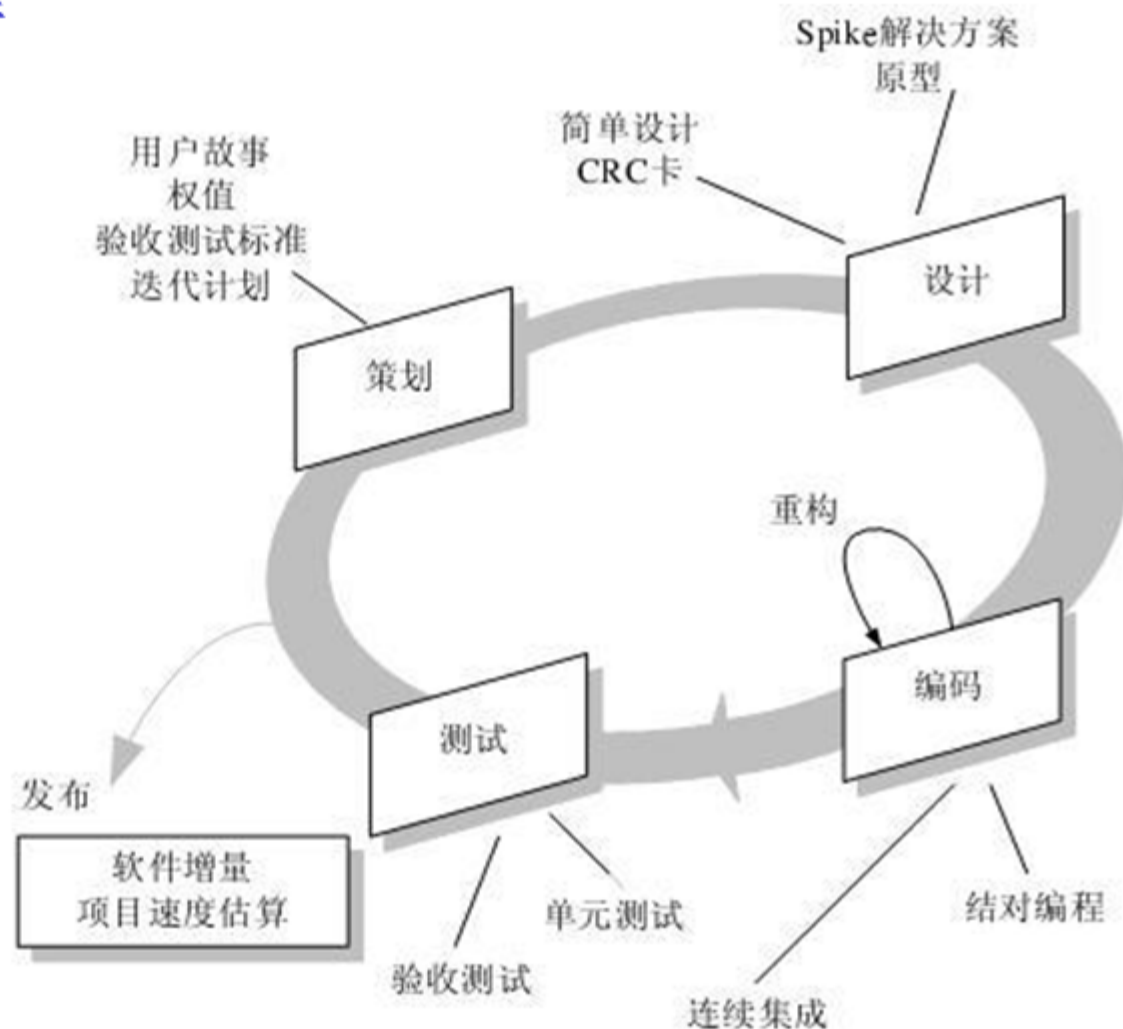 Spike解决方案
原型
简单设计
CRC卡
用户故事
权值
验收测试标准
迭代计划
设计
策划
重构
编码
测试
发布
软件增量
项目速度估算
单元测试
结对编程
验收测试
连续集成